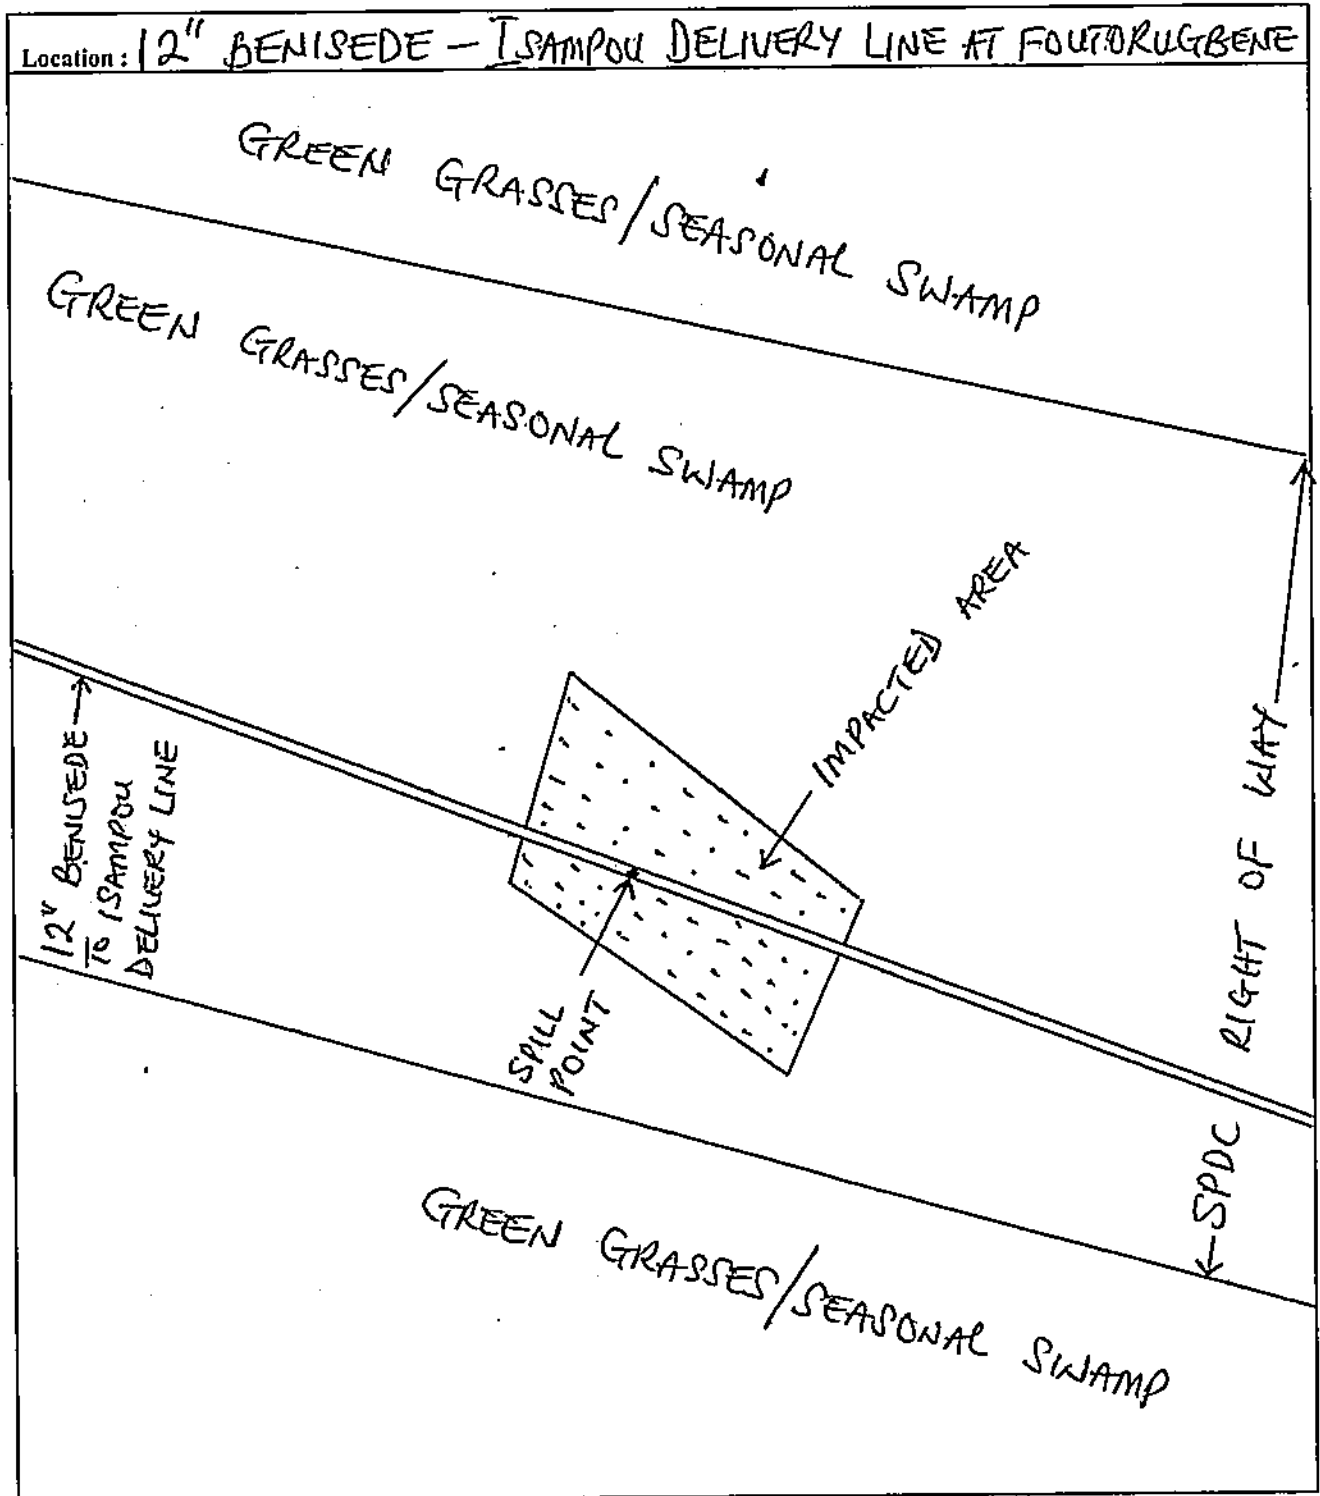 Location: 12" BENISEDE – ISAMPOU DELIVERY LINE AT FOUTORUGBENE
GREEN GRASSES/SEASONAL SWAMP
GREEN GRASSES/SEASONAL SWAMP
IMPACTED AREA
12" BENISEDE
TO ISAMPOU
DELIVERY LINE
SPILL
POINT
SPDC RIGHT OF WAY
GREEN GRASSES/SEASONAL SWAMP